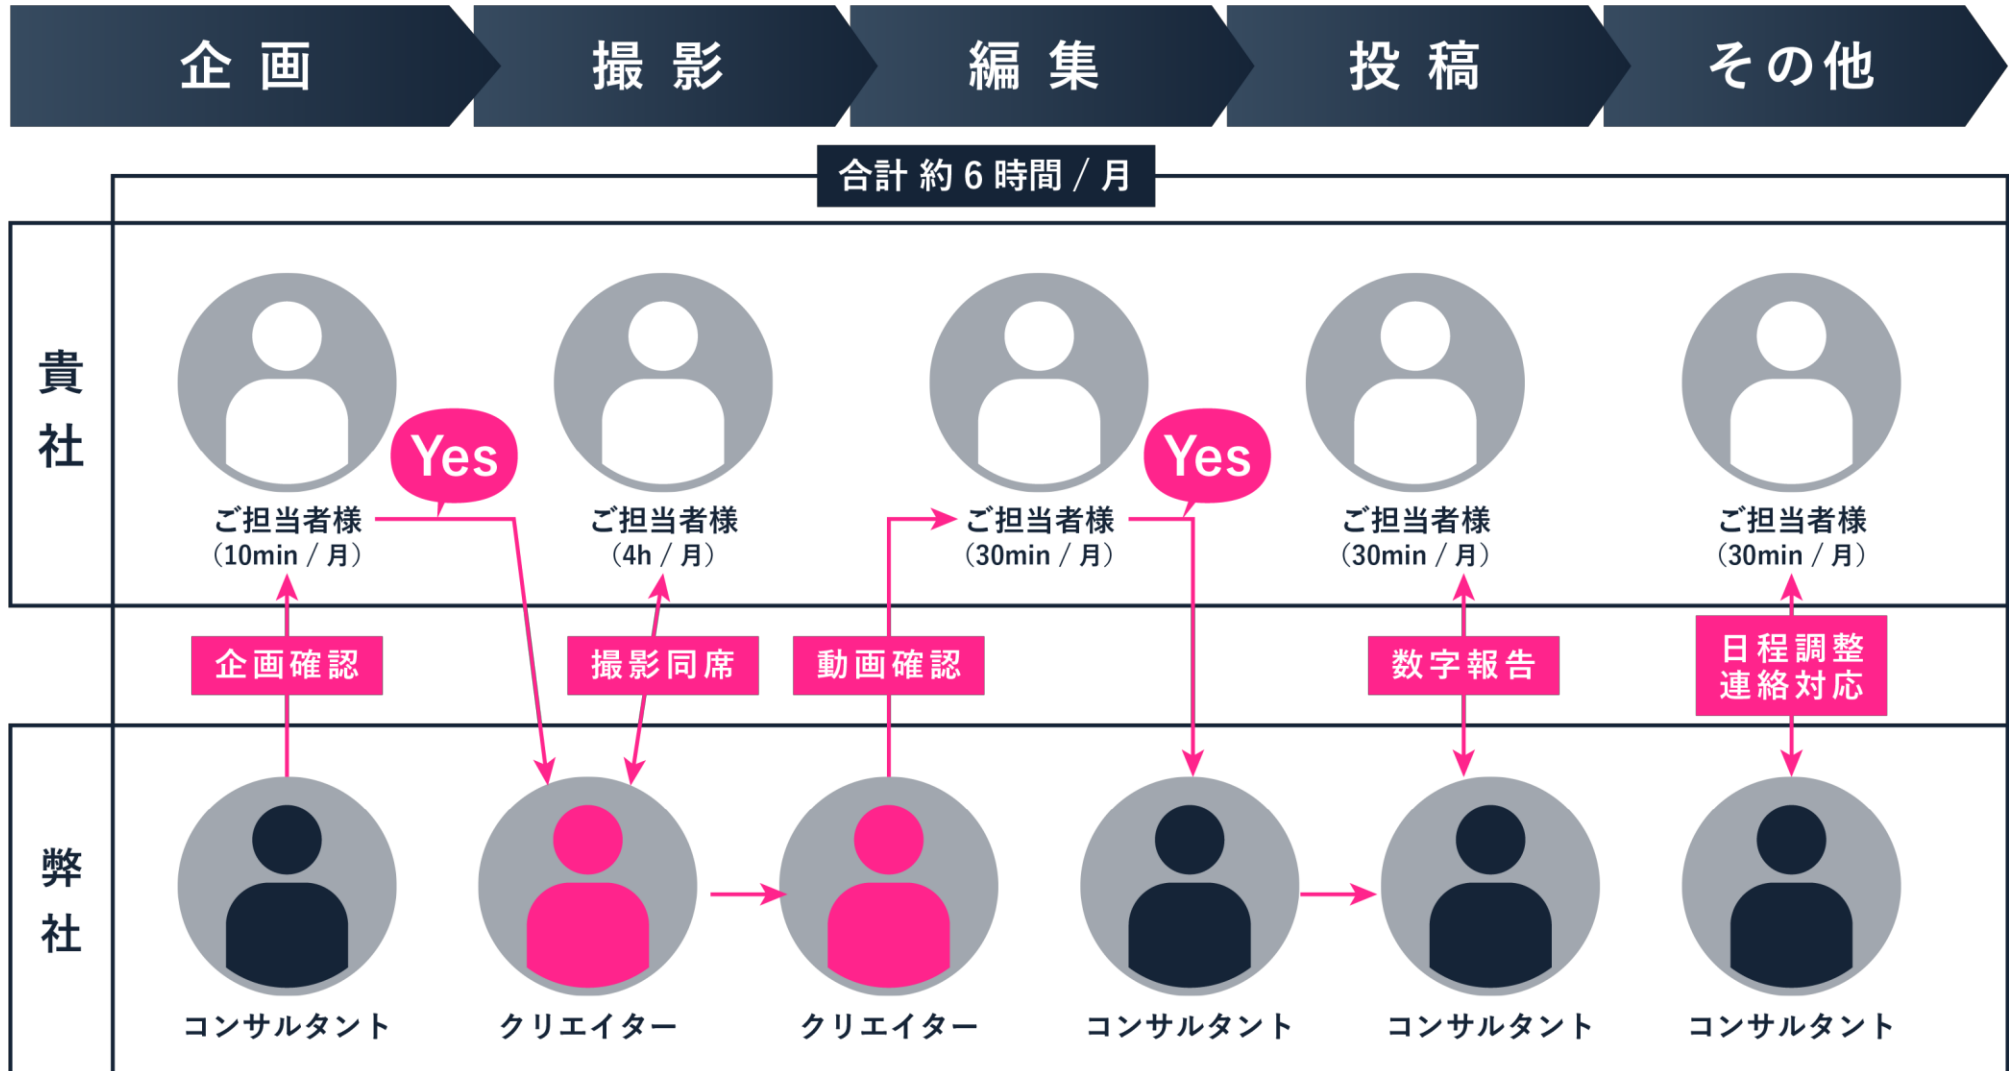 企画
撮影
編集
投稿
その他
合計 約 6 時間 / 月
貴社
ご担当者様
（10min / 月）
ご担当者様
（4h / 月）
ご担当者様
（30min / 月）
ご担当者様
（30min / 月）
ご担当者様
（30min / 月）
Yes
Yes
企画確認
撮影同席
動画確認
数字報告
日程調整
連絡対応
弊社
コンサルタント
クリエイター
クリエイター
コンサルタント
コンサルタント
コンサルタント